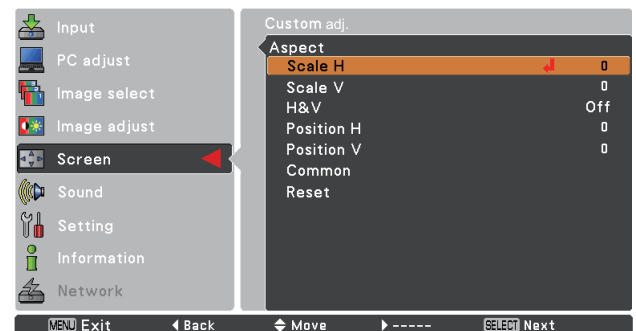 Input
PC adjust
Image select
Image adjust
Screen
Sound
Setting
Information
Network
Custom adj.
Aspect
Scale H 0
Scale V 0
H&V Off
Position H 0
Position V 0
Common
Reset
MENU Exit Back Move ----- SELECT Next